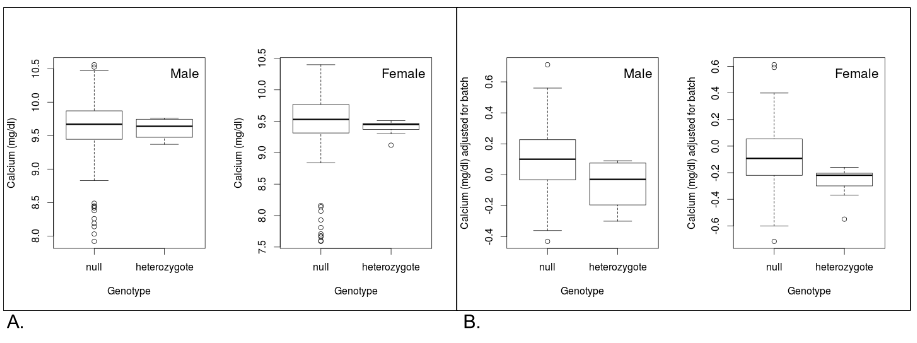 Male
Calcium (mg/dl)
10.5
10.0
9.5
9.0
8.5
8.0
null heterozygote
Genotype
Female
Calcium (mg/dl)
10.5
10.0
9.5
9.0
8.5
8.0
7.5
null heterozygote
Genotype
A.
Male
Calcium (mg/dl) adjusted for batch
0.6
0.4
0.2
0.0
-0.2
-0.4
null heterozygote
Genotype
Female
Calcium (mg/dl) adjusted for batch
0.6
0.4
0.2
0.0
-0.2
-0.4
-0.6
null heterozygote
Genotype
B.